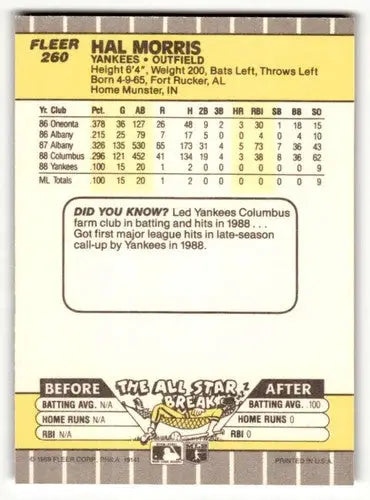 FLEER
260
HAL MORRIS
YANKEES • OUTFIELD
Height 6'4", Weight 200, Bats Left, Throws Left
Born 4-9-65, Fort Rucker, AL
Home Munster, IN
Yr. Club Pct. G AB R H 2B 3B HR RBI SB BB SO
86 Oneonta .378 36 127 26 48 9 2 3 30 1 18 15
86 Albany .215 25 79 7 17 5 0 0 4 0 4 10
87 Albany .326 135 530 65 173 31 4 5 73 7 36 43
88 Columbus .296 121 452 41 134 19 4 3 38 8 36 62
88 Yankees .100 15 20 1 2 0 0 0 0 0 0 9
ML Totals .100 15 20 1 2 0 0 0 0 0 0 9
DID YOU KNOW? Led Yankees Columbus
farm club in batting and hits in 1988 . . .
Got first major league hits in late-season
call-up by Yankees in 1988.
BEFORE THE ALL STAR BREAK AFTER
BATTING AVG. N/A BATTING AVG. .100
HOME RUNS N/A HOME RUNS 0
RBI N/A RBI 0
© 1989 FLEER CORP. PHILA. 19141 PRINTED IN U.S.A.